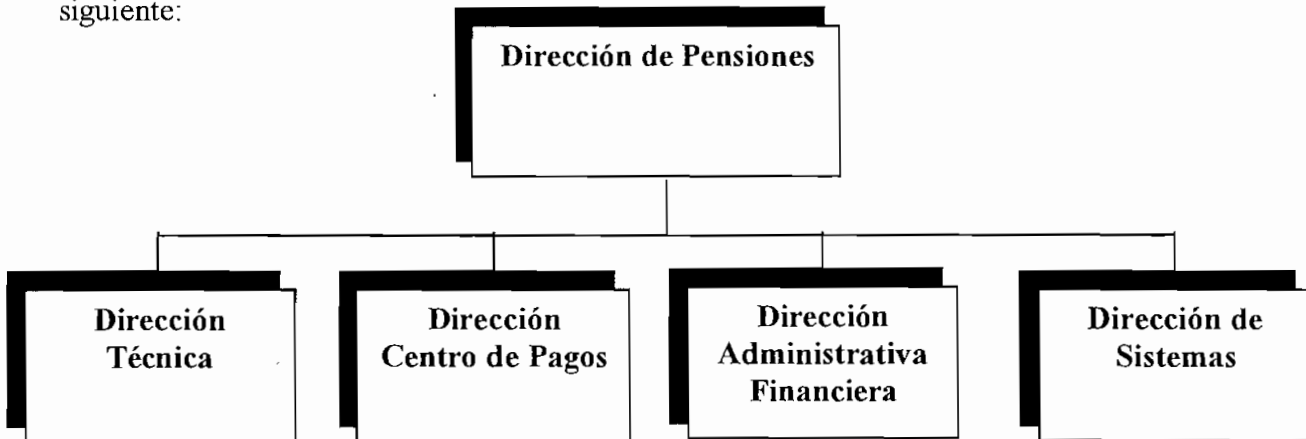 siguiente:
Dirección de Pensiones
Dirección
Técnica
Dirección
Centro de Pagos
Dirección
Administrativa
Financiera
Dirección de
Sistemas